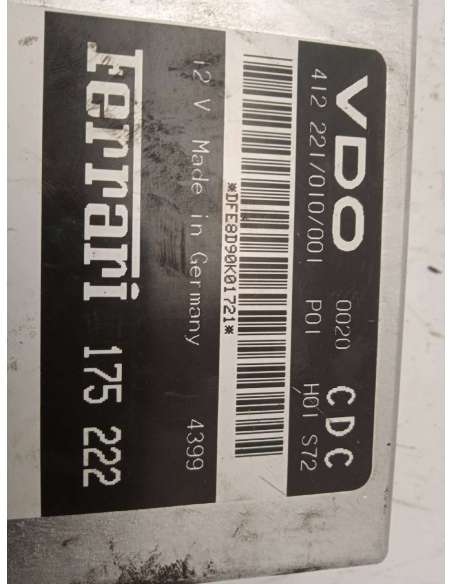 VDO 0020 CDC
412 221/010/001 P01 H01 S72
*DFE8D90K01721*
12 V Made in Germany 4399
Ferrari 175 222